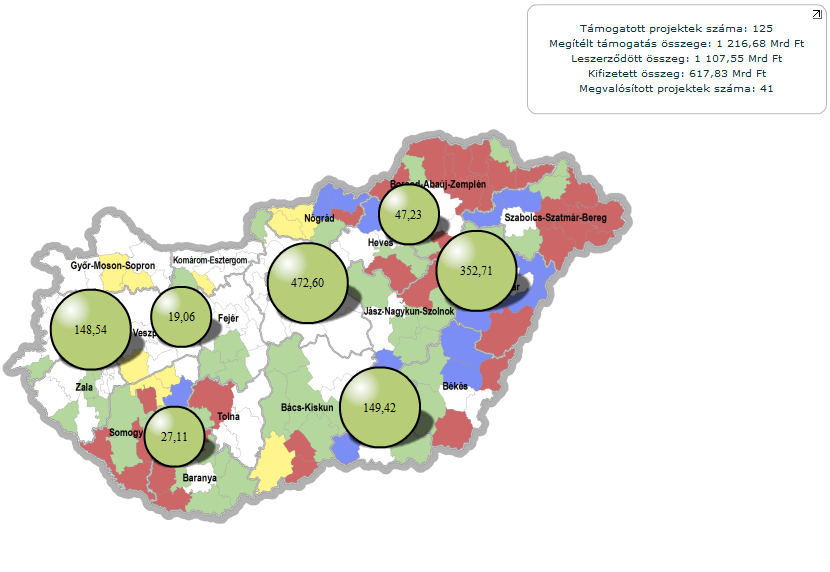 Támogatott projektek száma: 125
Megítélt támogatás összege: 1 216,68 Mrd Ft
Leszerződött összeg: 1 107,55 Mrd Ft
Kifizetett összeg: 617,83 Mrd Ft
Megvalósított projektek száma: 41
47,23
Nógrád
Szabolcs-Szatmár-Bereg
Heves
Győr-Moson-Sopron
Komárom-Esztergom
352,71
472,60
Jász-Nagykun-Szolnok
19,06
Fejér
148,54
Zala
Békés
Bács-Kiskun
149,42
Tolna
Somogy
27,11
Baranya